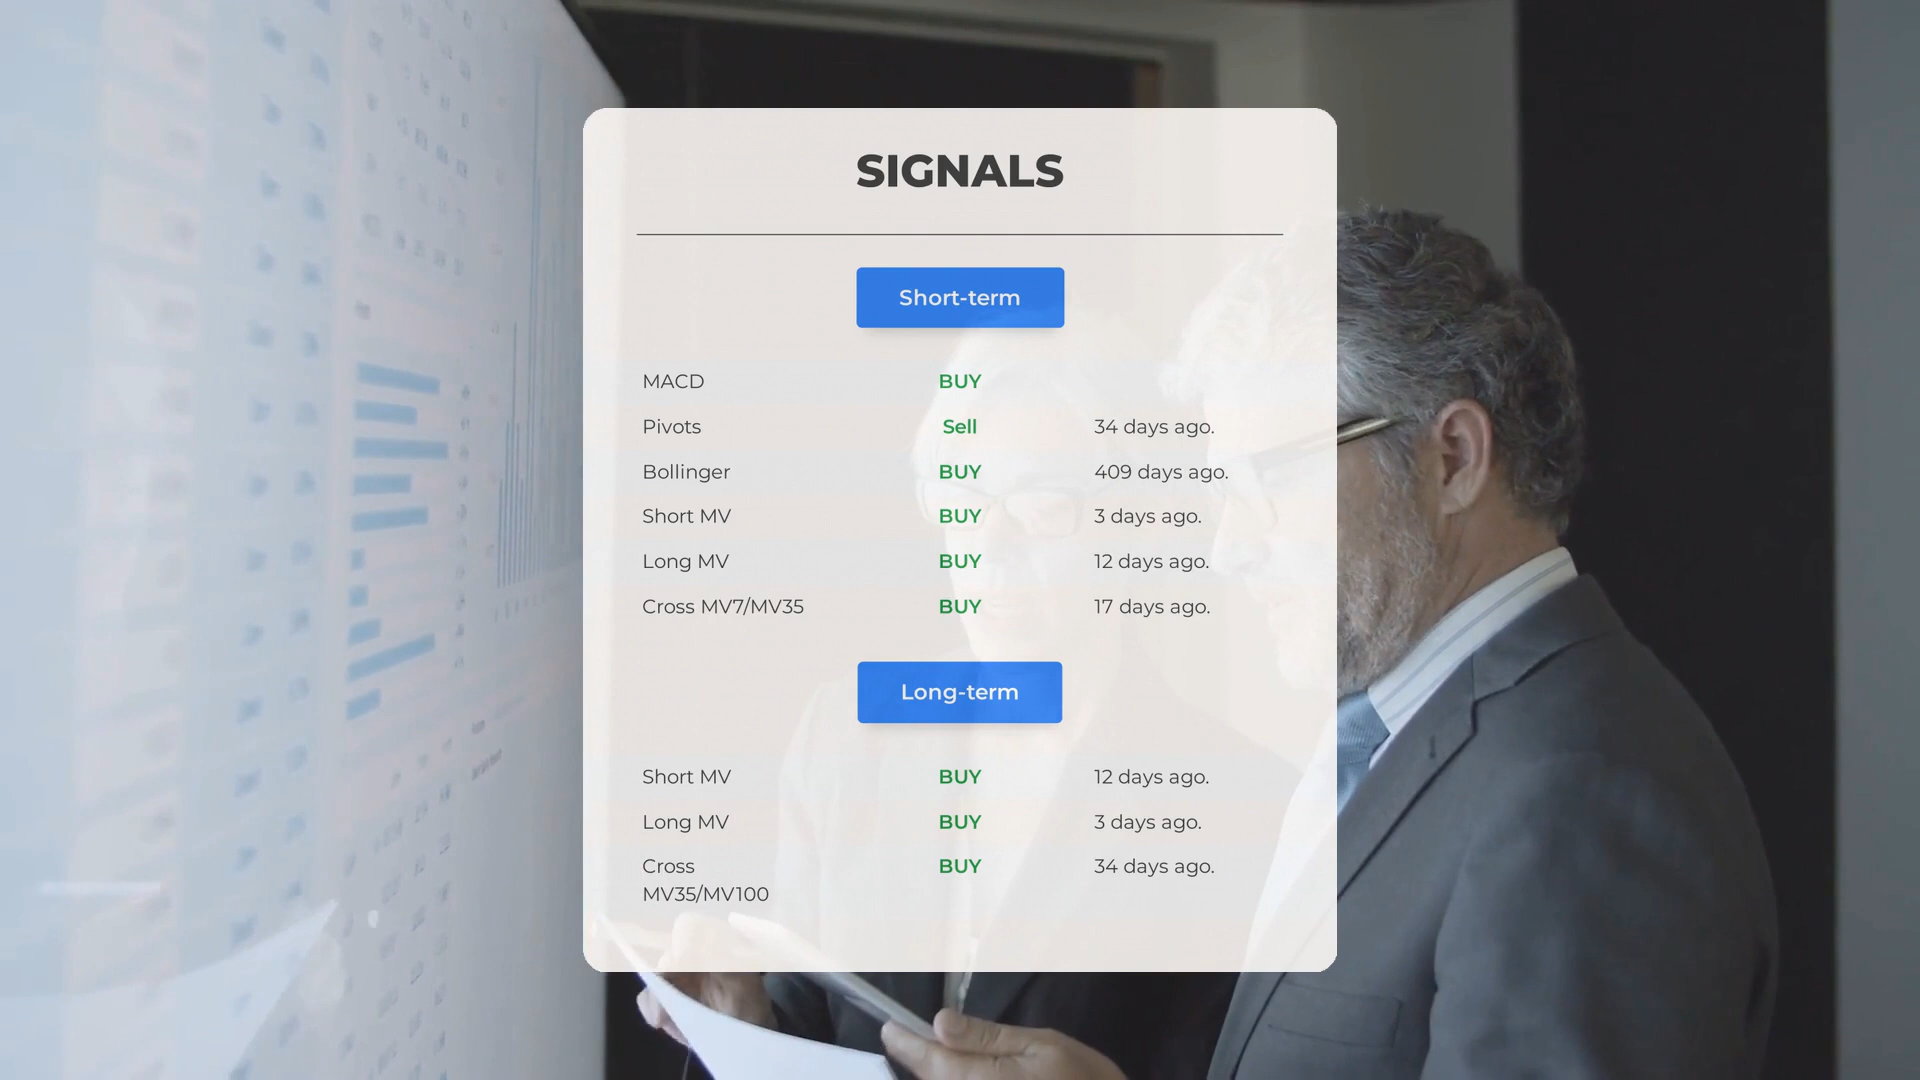 SIGNALS
Short-term
MACD BUY
Pivots Sell 34 days ago.
Bollinger BUY 409 days ago.
Short MV BUY 3 days ago.
Long MV BUY 12 days ago.
Cross MV7/MV35 BUY 17 days ago.
Long-term
Short MV BUY 12 days ago.
Long MV BUY 3 days ago.
Cross BUY 34 days ago.
MV35/MV100